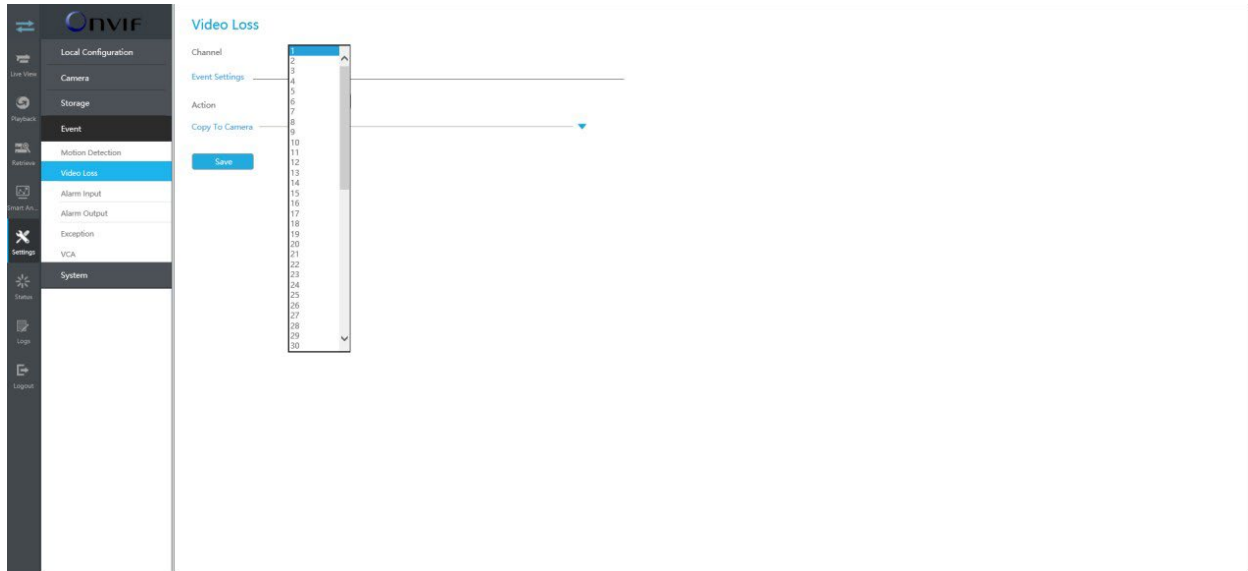 ONVIF
Live View
Playback
Retrieve
Smart An...
Settings
Status
Logs
Logout
Local Configuration
Camera
Storage
Event
Motion Detection
Video Loss
Alarm Input
Alarm Output
Exception
VCA
System
Video Loss
Channel
1
2
3
4
5
6
7
8
9
10
11
12
13
14
15
16
17
18
19
20
21
22
23
24
25
26
27
28
29
30
Event Settings
Action
Copy To Camera
Save